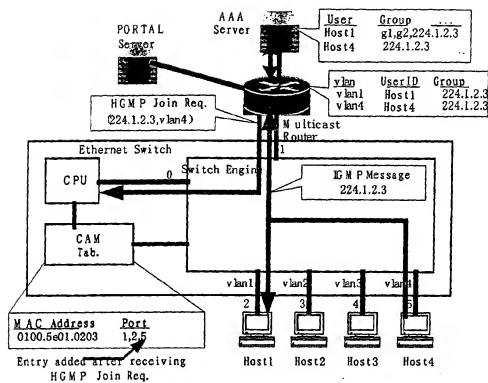 PORTAL
Server
AAA
Server
User Group ...
Host1 g1,g2,224.1.2.3
Host4 224.1.2.3
vlan UserID Group
vlan1 Host1 224.1.2.3
vlan4 Host4 224.1.2.3
HGMP Join Req.
(224.1.2.3,vlan4)
Multicast
Router
Ethernet Switch
1
CPU
0
Switch Engine
IGMP Message
224.1.2.3
CAM
Tab.
vlan1 vlan2 vlan3 vlan4
2 3 4 5
MAC Address Port
0100.5e01.0203 1,2,5
Entry added after receiving
HGMP Join Req.
Host1 Host2 Host3 Host4